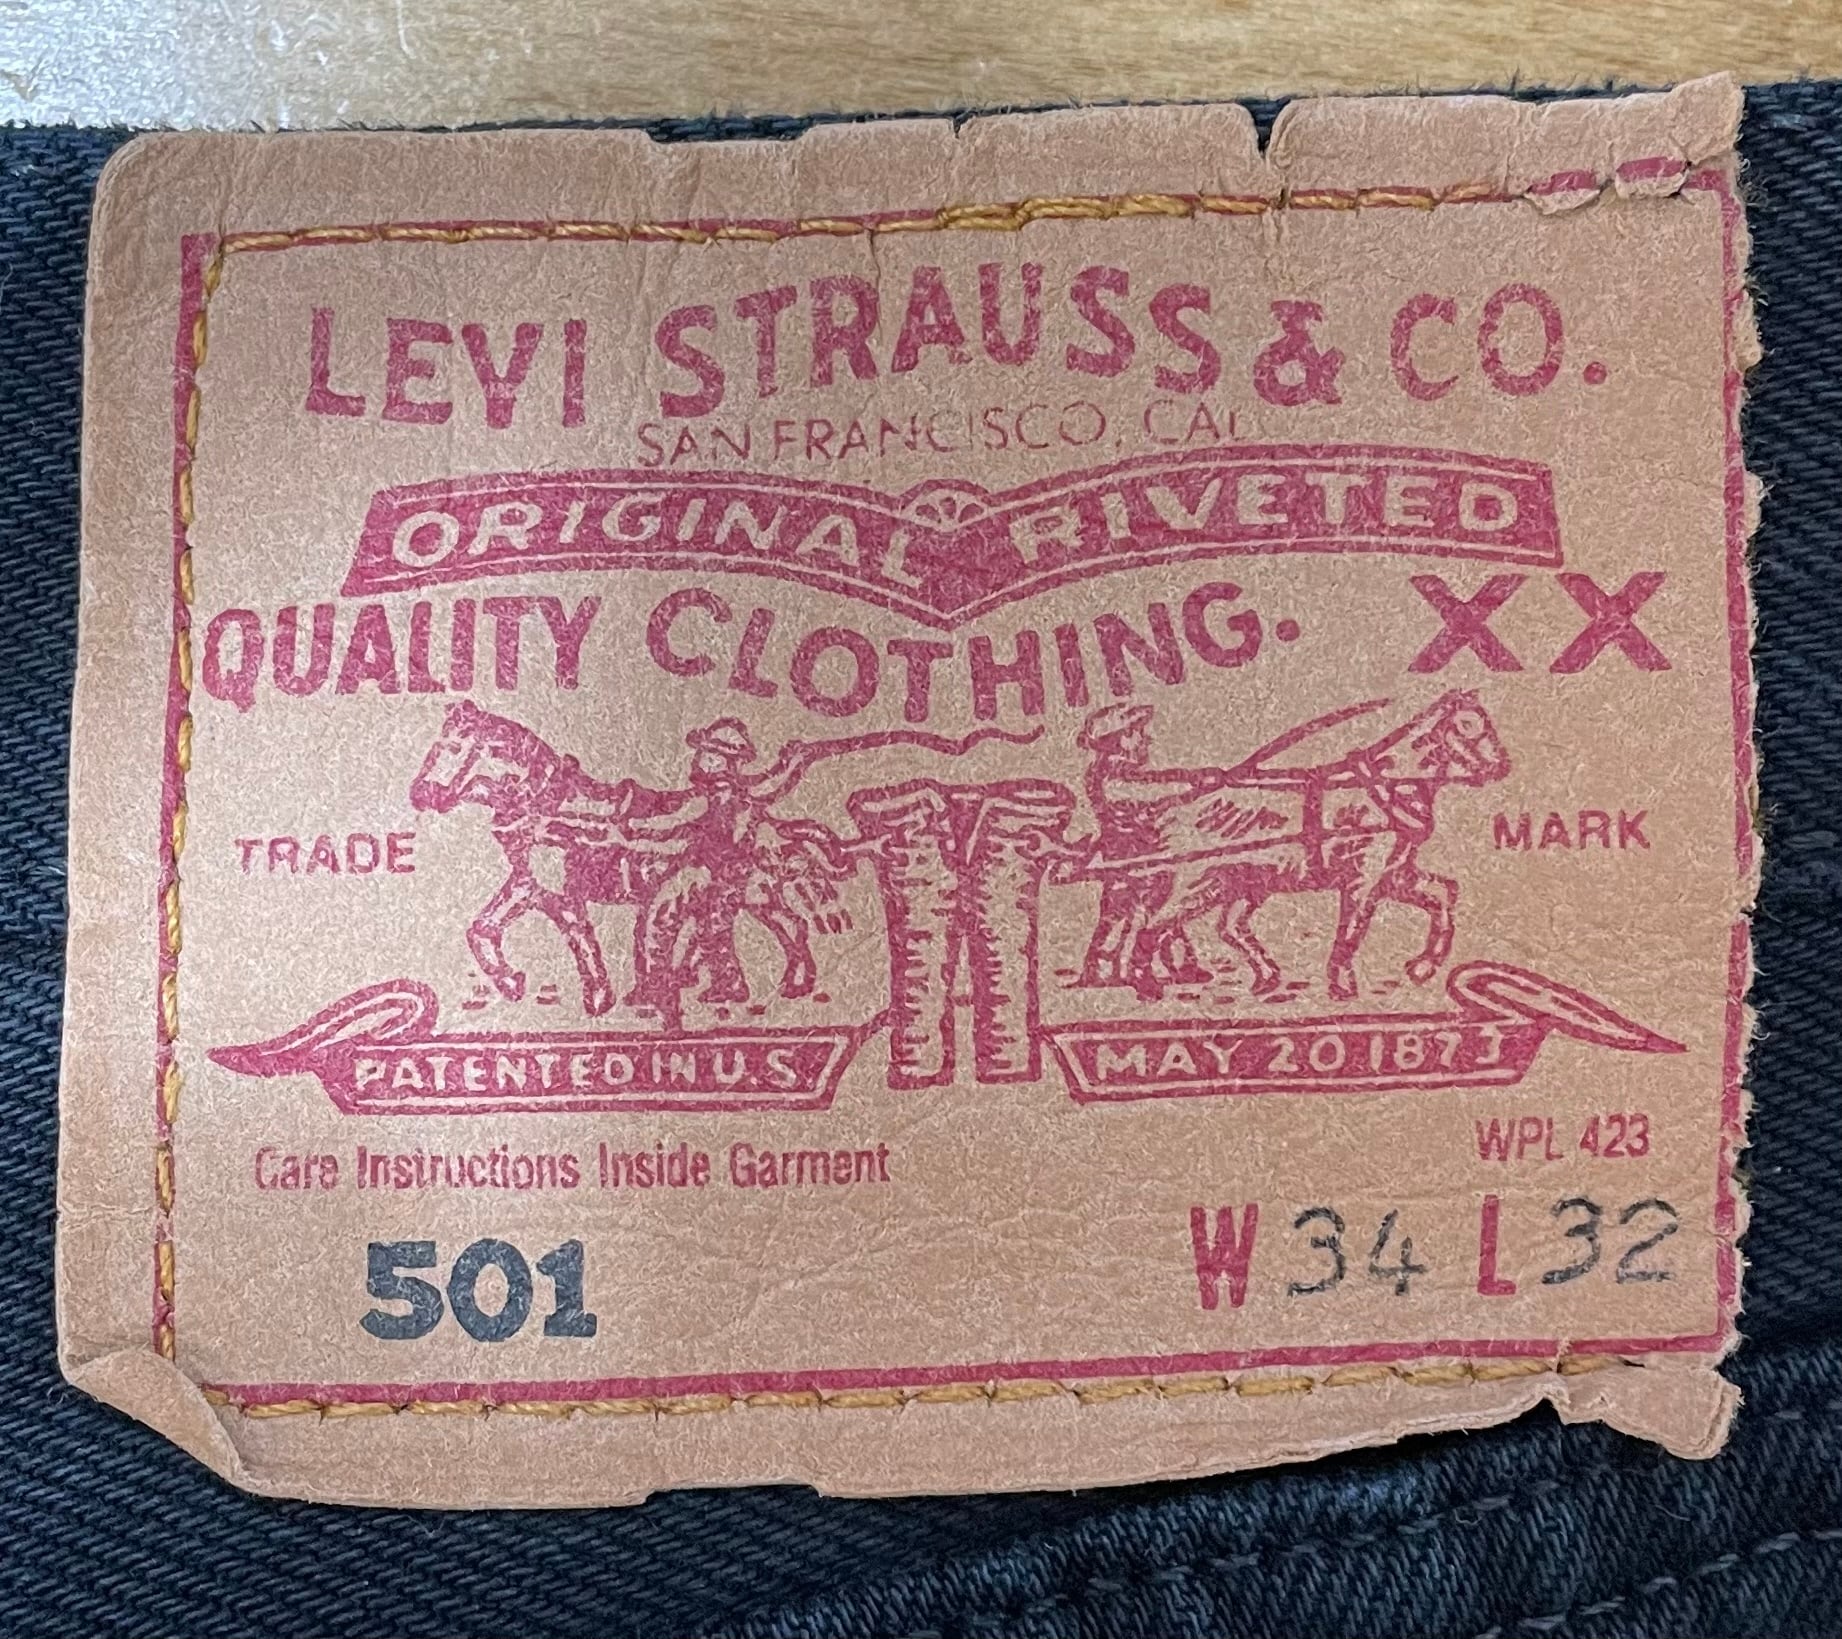 LEVI STRAUSS & CO.
SAN FRANCISCO, CAL
ORIGINAL RIVETED
QUALITY CLOTHING. XX
TRADE MARK
PATENTED IN U.S. MAY 20 1873
Care Instructions Inside Garment
WPL 423
501 W 34 L 32